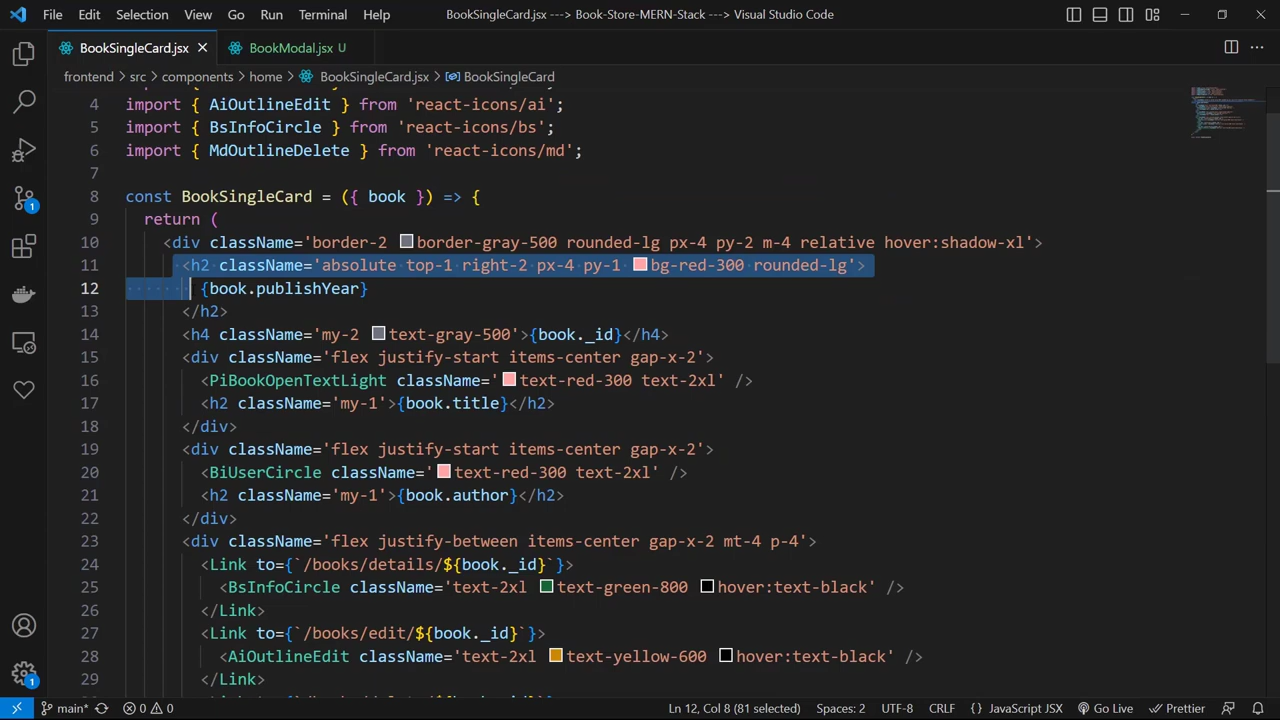 File Edit Selection View Go Run Terminal Help BookSingleCard.jsx ---> Book-Store-MERN-Stack ---> Visual Studio Code
BookSingleCard.jsx BookModal.jsx U
frontend > src > components > home > BookSingleCard.jsx > BookSingleCard
4 import { AiOutlineEdit } from 'react-icons/ai';
5 import { BsInfoCircle } from 'react-icons/bs';
6 import { MdOutlineDelete } from 'react-icons/md';
7
8 const BookSingleCard = ({ book }) => {
9 return (
10 <div className='border-2 border-gray-500 rounded-lg px-4 py-2 m-4 relative hover:shadow-xl'>
11 <h2 className='absolute top-1 right-2 px-4 py-1 bg-red-300 rounded-lg'>
12 {book.publishYear}
13 </h2>
14 <h4 className='my-2 text-gray-500'>{book._id}</h4>
15 <div className='flex justify-start items-center gap-x-2'>
16 <PiBookOpenTextLight className='text-red-300 text-2xl' />
17 <h2 className='my-1'>{book.title}</h2>
18 </div>
19 <div className='flex justify-start items-center gap-x-2'>
20 <BiUserCircle className='text-red-300 text-2xl' />
21 <h2 className='my-1'>{book.author}</h2>
22 </div>
23 <div className='flex justify-between items-center gap-x-2 mt-4 p-4'>
24 <Link to={`/books/details/${book._id}`}>
25 <BsInfoCircle className='text-2xl text-green-800 hover:text-black' />
26 </Link>
27 <Link to={`/books/edit/${book._id}`}>
28 <AiOutlineEdit className='text-2xl text-yellow-600 hover:text-black' />
29 </Link>
1
1
main* 0 0 Ln 12, Col 8 (81 selected) Spaces: 2 UTF-8 CRLF {} JavaScript JSX Go Live Prettier